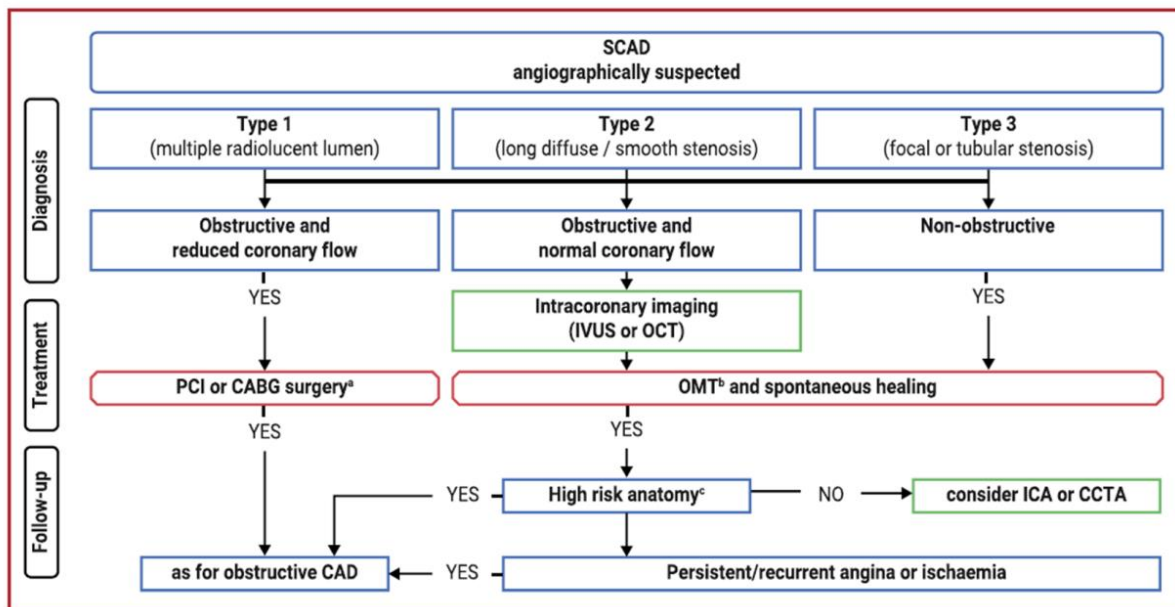 SCAD
angiographically suspected
Diagnosis
Type 1
(multiple radiolucent lumen)
Type 2
(long diffuse / smooth stenosis)
Type 3
(focal or tubular stenosis)
Obstructive and
reduced coronary flow
Obstructive and
normal coronary flow
Non-obstructive
YES
YES
Treatment
Intracoronary imaging
(IVUS or OCT)
PCI or CABG surgeryᵃ
OMTᵇ and spontaneous healing
YES
YES
Follow-up
YES
High risk anatomyᶜ
NO
consider ICA or CCTA
as for obstructive CAD
YES
Persistent/recurrent angina or ischaemia